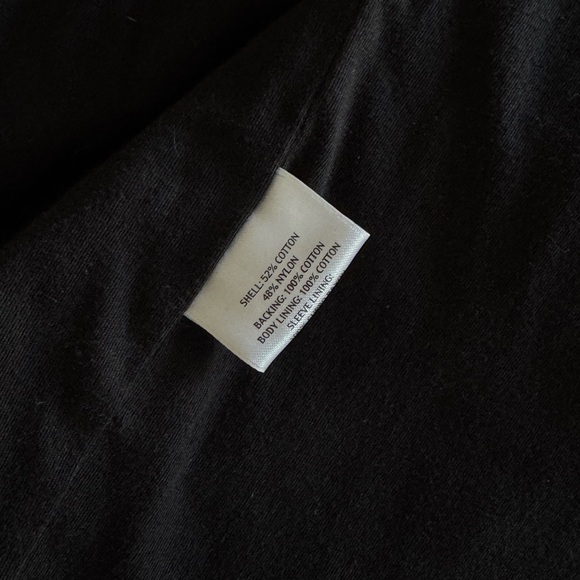 SHELL: 52% COTTON
48% NYLON
BACKING: 100% COTTON
BODY LINING: 100% COTTON
SLEEVE LINING: